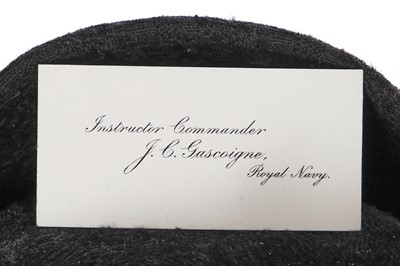 Instructor Commander
J. C. Gascoigne,
Royal Navy.